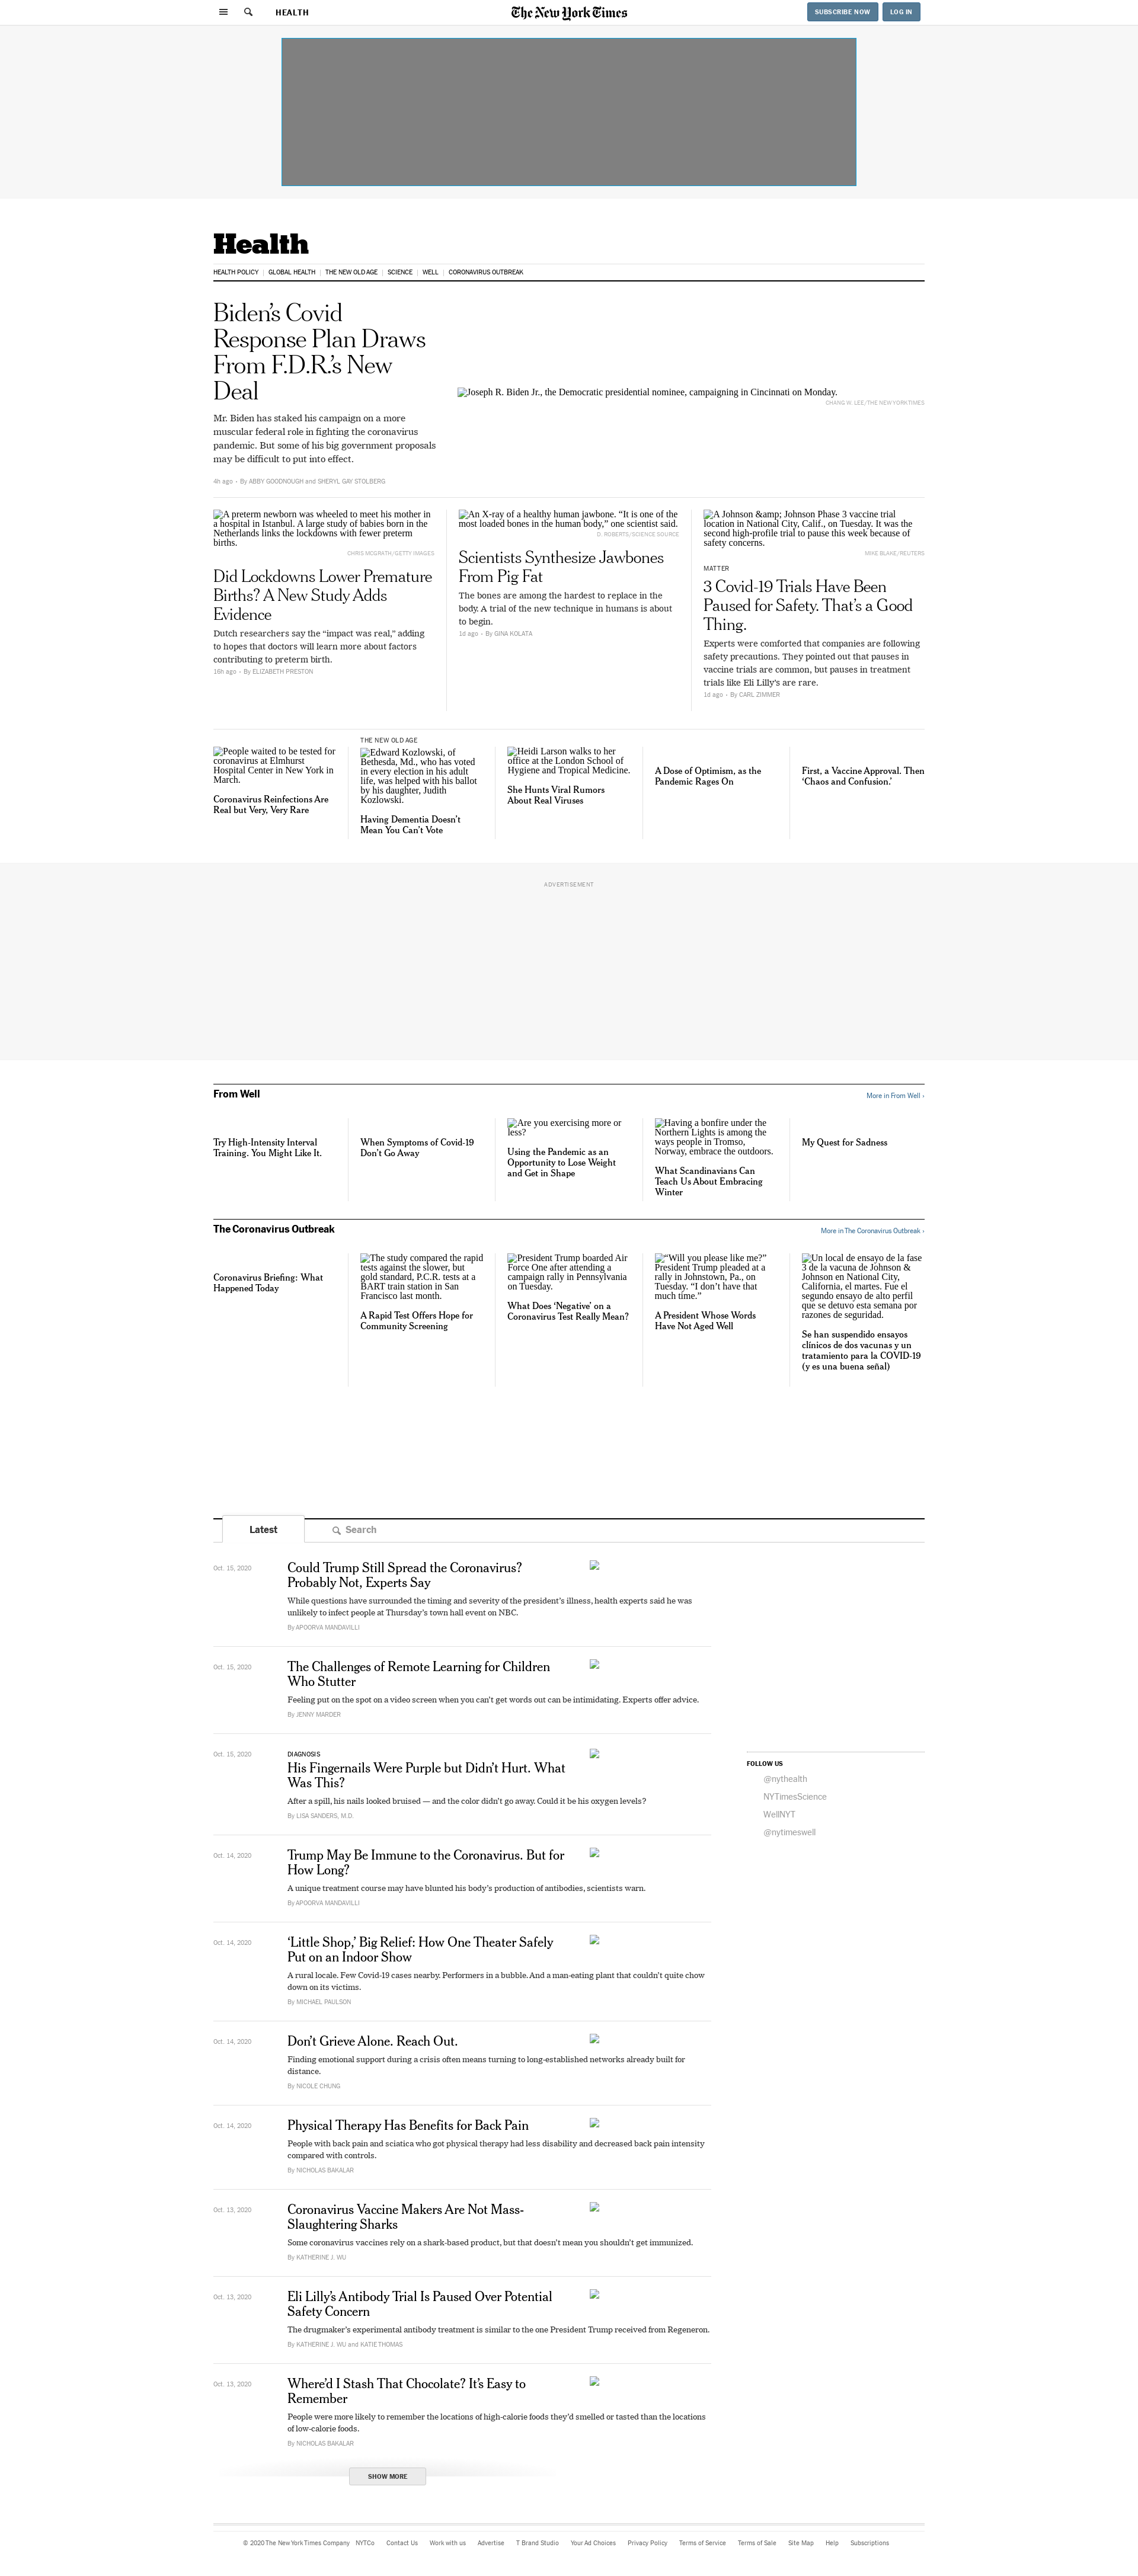 HEALTH
The New York Times
SUBSCRIBE NOW
LOG IN
Health
HEALTH POLICY
GLOBAL HEALTH
THE NEW OLD AGE
SCIENCE
WELL
CORONAVIRUS OUTBREAK
Biden’s Covid
Response Plan Draws
From F.D.R.’s New
Deal
Mr. Biden has staked his campaign on a more
muscular federal role in fighting the coronavirus
pandemic. But some of his big government proposals
may be difficult to put into effect.
4h ago • By ABBY GOODNOUGH and SHERYL GAY STOLBERG
Joseph R. Biden Jr., the Democratic presidential nominee, campaigning in Cincinnati on Monday.
CHANG W. LEE/THE NEW YORK TIMES
A preterm newborn was wheeled to meet his mother in
a hospital in Istanbul. A large study of babies born in the
Netherlands links the lockdowns with fewer preterm
births.
CHRIS MCGRATH/GETTY IMAGES
Did Lockdowns Lower Premature
Births? A New Study Adds
Evidence
Dutch researchers say the “impact was real,” adding
to hopes that doctors will learn more about factors
contributing to preterm birth.
16h ago • By ELIZABETH PRESTON
An X-ray of a healthy human jawbone. “It is one of the
most loaded bones in the human body,” one scientist said.
D. ROBERTS/SCIENCE SOURCE
Scientists Synthesize Jawbones
From Pig Fat
The bones are among the hardest to replace in the
body. A trial of the new technique in humans is about
to begin.
1d ago • By GINA KOLATA
A Johnson &amp; Johnson Phase 3 vaccine trial
location in National City, Calif., on Tuesday. It was the
second high-profile trial to pause this week because of
safety concerns.
MIKE BLAKE/REUTERS
MATTER
3 Covid-19 Trials Have Been
Paused for Safety. That’s a Good
Thing.
Experts were comforted that companies are following
safety precautions. They pointed out that pauses in
vaccine trials are common, but pauses in treatment
trials like Eli Lilly’s are rare.
1d ago • By CARL ZIMMER
People waited to be tested for
coronavirus at Elmhurst
Hospital Center in New York in
March.
Coronavirus Reinfections Are
Real but Very, Very Rare
THE NEW OLD AGE
Edward Kozlowski, of
Bethesda, Md., who has voted
in every election in his adult
life, was helped with his ballot
by his daughter, Judith
Kozlowski.
Having Dementia Doesn’t
Mean You Can’t Vote
Heidi Larson walks to her
office at the London School of
Hygiene and Tropical Medicine.
She Hunts Viral Rumors
About Real Viruses
A Dose of Optimism, as the
Pandemic Rages On
First, a Vaccine Approval. Then
‘Chaos and Confusion.’
ADVERTISEMENT
From Well
More in From Well ›
Try High-Intensity Interval
Training. You Might Like It.
When Symptoms of Covid-19
Don’t Go Away
Are you exercising more or
less?
Using the Pandemic as an
Opportunity to Lose Weight
and Get in Shape
Having a bonfire under the
Northern Lights is among the
ways people in Tromso,
Norway, embrace the outdoors.
What Scandinavians Can
Teach Us About Embracing
Winter
My Quest for Sadness
The Coronavirus Outbreak
More in The Coronavirus Outbreak ›
Coronavirus Briefing: What
Happened Today
The study compared the rapid
tests against the slower, but
gold standard, P.C.R. tests at a
BART train station in San
Francisco last month.
A Rapid Test Offers Hope for
Community Screening
President Trump boarded Air
Force One after attending a
campaign rally in Pennsylvania
on Tuesday.
What Does ‘Negative’ on a
Coronavirus Test Really Mean?
“Will you please like me?”
President Trump pleaded at a
rally in Johnstown, Pa., on
Tuesday. “I don’t have that
much time.”
A President Whose Words
Have Not Aged Well
Un local de ensayo de la fase
3 de la vacuna de Johnson &
Johnson en National City,
California, el martes. Fue el
segundo ensayo de alto perfil
que se detuvo esta semana por
razones de seguridad.
Se han suspendido ensayos
clínicos de dos vacunas y un
tratamiento para la COVID-19
(y es una buena señal)
Latest
Search
Oct. 15, 2020
Could Trump Still Spread the Coronavirus?
Probably Not, Experts Say
While questions have surrounded the timing and severity of the president’s illness, health experts said he was
unlikely to infect people at Thursday’s town hall event on NBC.
By APOORVA MANDAVILLI
Oct. 15, 2020
The Challenges of Remote Learning for Children
Who Stutter
Feeling put on the spot on a video screen when you can’t get words out can be intimidating. Experts offer advice.
By JENNY MARDER
Oct. 15, 2020
DIAGNOSIS
His Fingernails Were Purple but Didn’t Hurt. What
Was This?
After a spill, his nails looked bruised — and the color didn’t go away. Could it be his oxygen levels?
By LISA SANDERS, M.D.
FOLLOW US
@nythealth
NYTimesScience
WellNYT
@nytimeswell
Oct. 14, 2020
Trump May Be Immune to the Coronavirus. But for
How Long?
A unique treatment course may have blunted his body’s production of antibodies, scientists warn.
By APOORVA MANDAVILLI
Oct. 14, 2020
‘Little Shop,’ Big Relief: How One Theater Safely
Put on an Indoor Show
A rural locale. Few Covid-19 cases nearby. Performers in a bubble. And a man-eating plant that couldn’t quite chow
down on its victims.
By MICHAEL PAULSON
Oct. 14, 2020
Don’t Grieve Alone. Reach Out.
Finding emotional support during a crisis often means turning to long-established networks already built for
distance.
By NICOLE CHUNG
Oct. 14, 2020
Physical Therapy Has Benefits for Back Pain
People with back pain and sciatica who got physical therapy had less disability and decreased back pain intensity
compared with controls.
By NICHOLAS BAKALAR
Oct. 13, 2020
Coronavirus Vaccine Makers Are Not Mass-
Slaughtering Sharks
Some coronavirus vaccines rely on a shark-based product, but that doesn’t mean you shouldn’t get immunized.
By KATHERINE J. WU
Oct. 13, 2020
Eli Lilly’s Antibody Trial Is Paused Over Potential
Safety Concern
The drugmaker’s experimental antibody treatment is similar to the one President Trump received from Regeneron.
By KATHERINE J. WU and KATIE THOMAS
Oct. 13, 2020
Where’d I Stash That Chocolate? It’s Easy to
Remember
People were more likely to remember the locations of high-calorie foods they’d smelled or tasted than the locations
of low-calorie foods.
By NICHOLAS BAKALAR
SHOW MORE
© 2020 The New York Times Company NYTCo Contact Us Work with us Advertise T Brand Studio Your Ad Choices Privacy Policy Terms of Service Terms of Sale Site Map Help Subscriptions